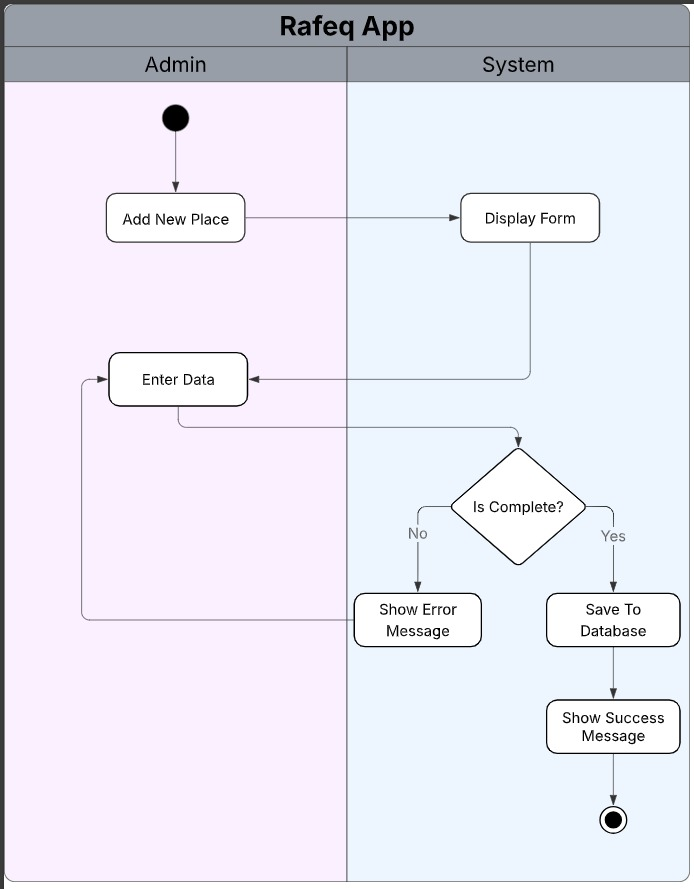 Rafeq App
Admin
System
Add New Place
Display Form
Enter Data
Is Complete?
No
Yes
Show Error
Message
Save To
Database
Show Success
Message